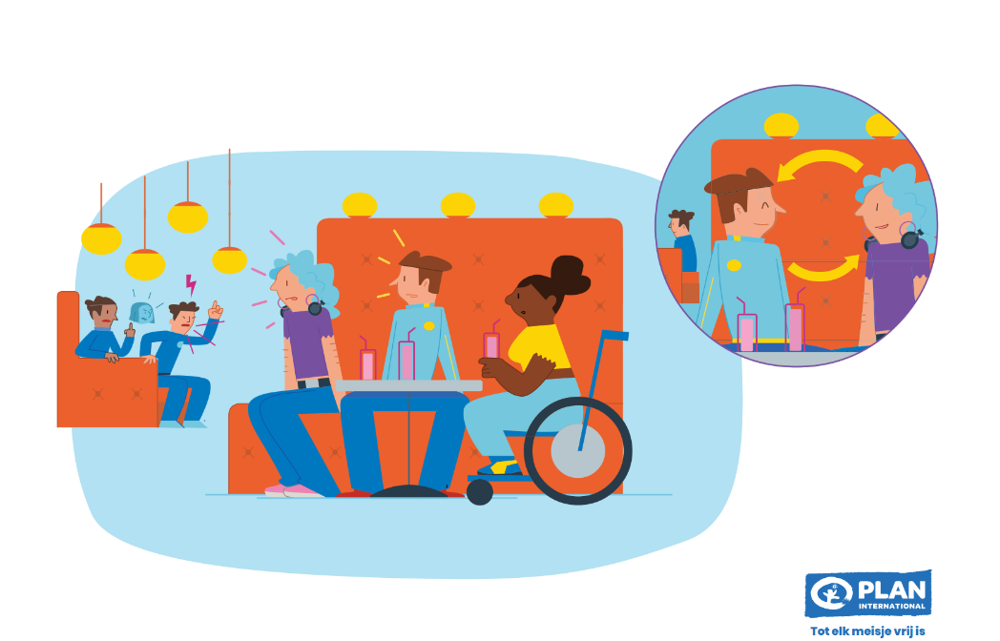 PLAN
INTERNATIONAL
Tot elk meisje vrij is